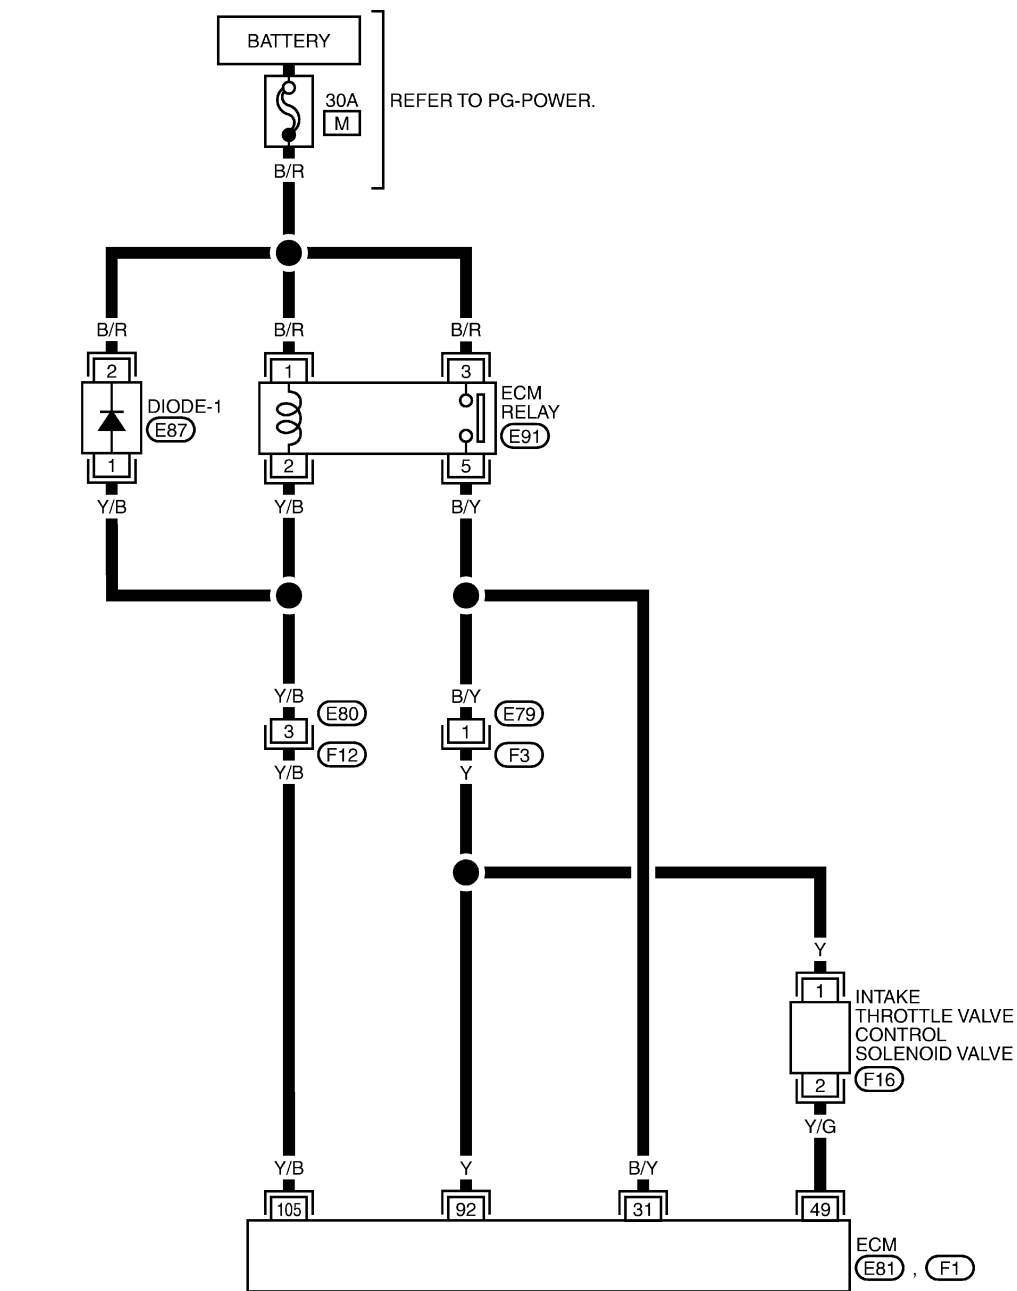 BATTERY
30A
M
REFER TO PG-POWER.
B/R
B/R
B/R
B/R
2
1
3
DIODE-1
E87
ECM
RELAY
E91
1
2
5
Y/B
Y/B
B/Y
Y/B
B/Y
E80
E79
3
1
F12
F3
Y/B
Y
Y
1
INTAKE
THROTTLE VALVE
CONTROL
SOLENOID VALVE
F16
2
Y/G
Y/B
Y
B/Y
105
92
31
49
ECM
E81 , F1